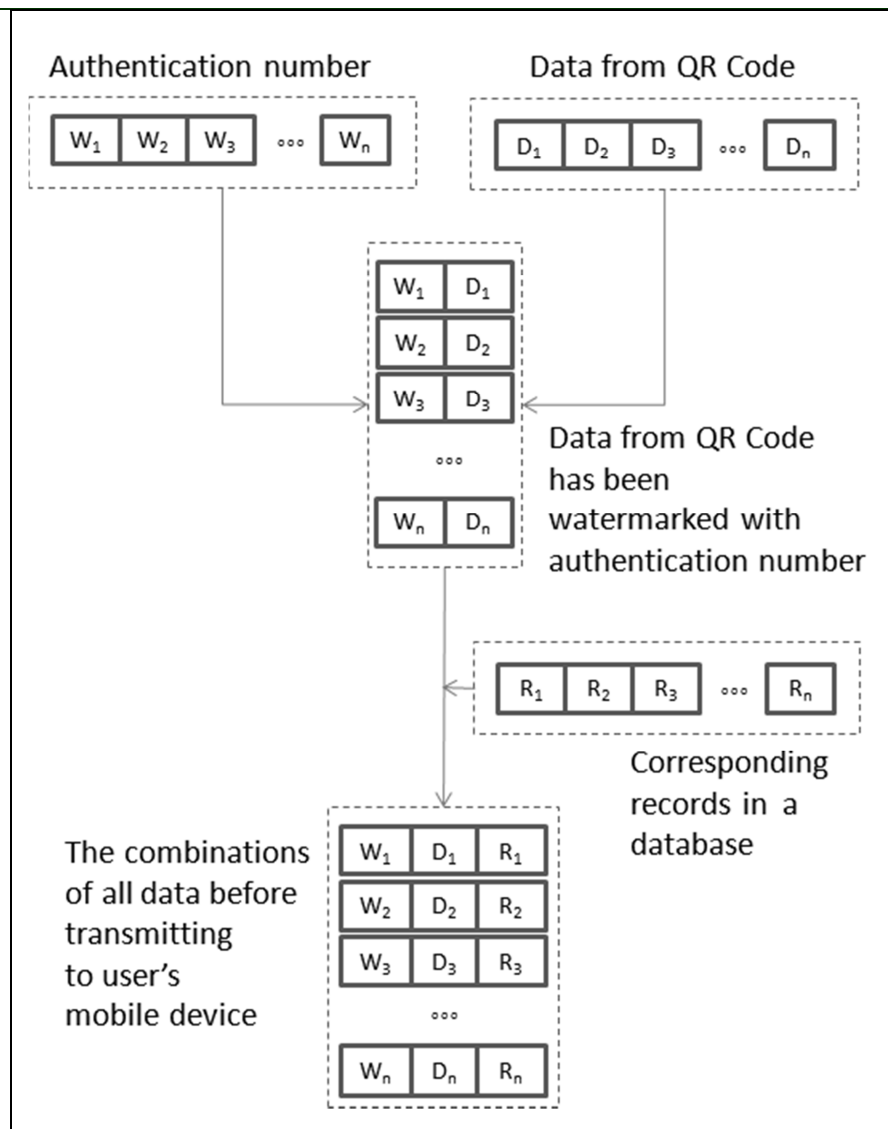 Authentication number
Data from QR Code
W₁ W₂ W₃ ∘∘∘ Wₙ
D₁ D₂ D₃ ∘∘∘ Dₙ
W₁ D₁
W₂ D₂
W₃ D₃
∘∘∘
Wₙ Dₙ
Data from QR Code
has been
watermarked with
authentication number
R₁ R₂ R₃ ∘∘∘ Rₙ
Corresponding
records in a
database
The combinations
of all data before
transmitting
to user's
mobile device
W₁ D₁ R₁
W₂ D₂ R₂
W₃ D₃ R₃
∘∘∘
Wₙ Dₙ Rₙ